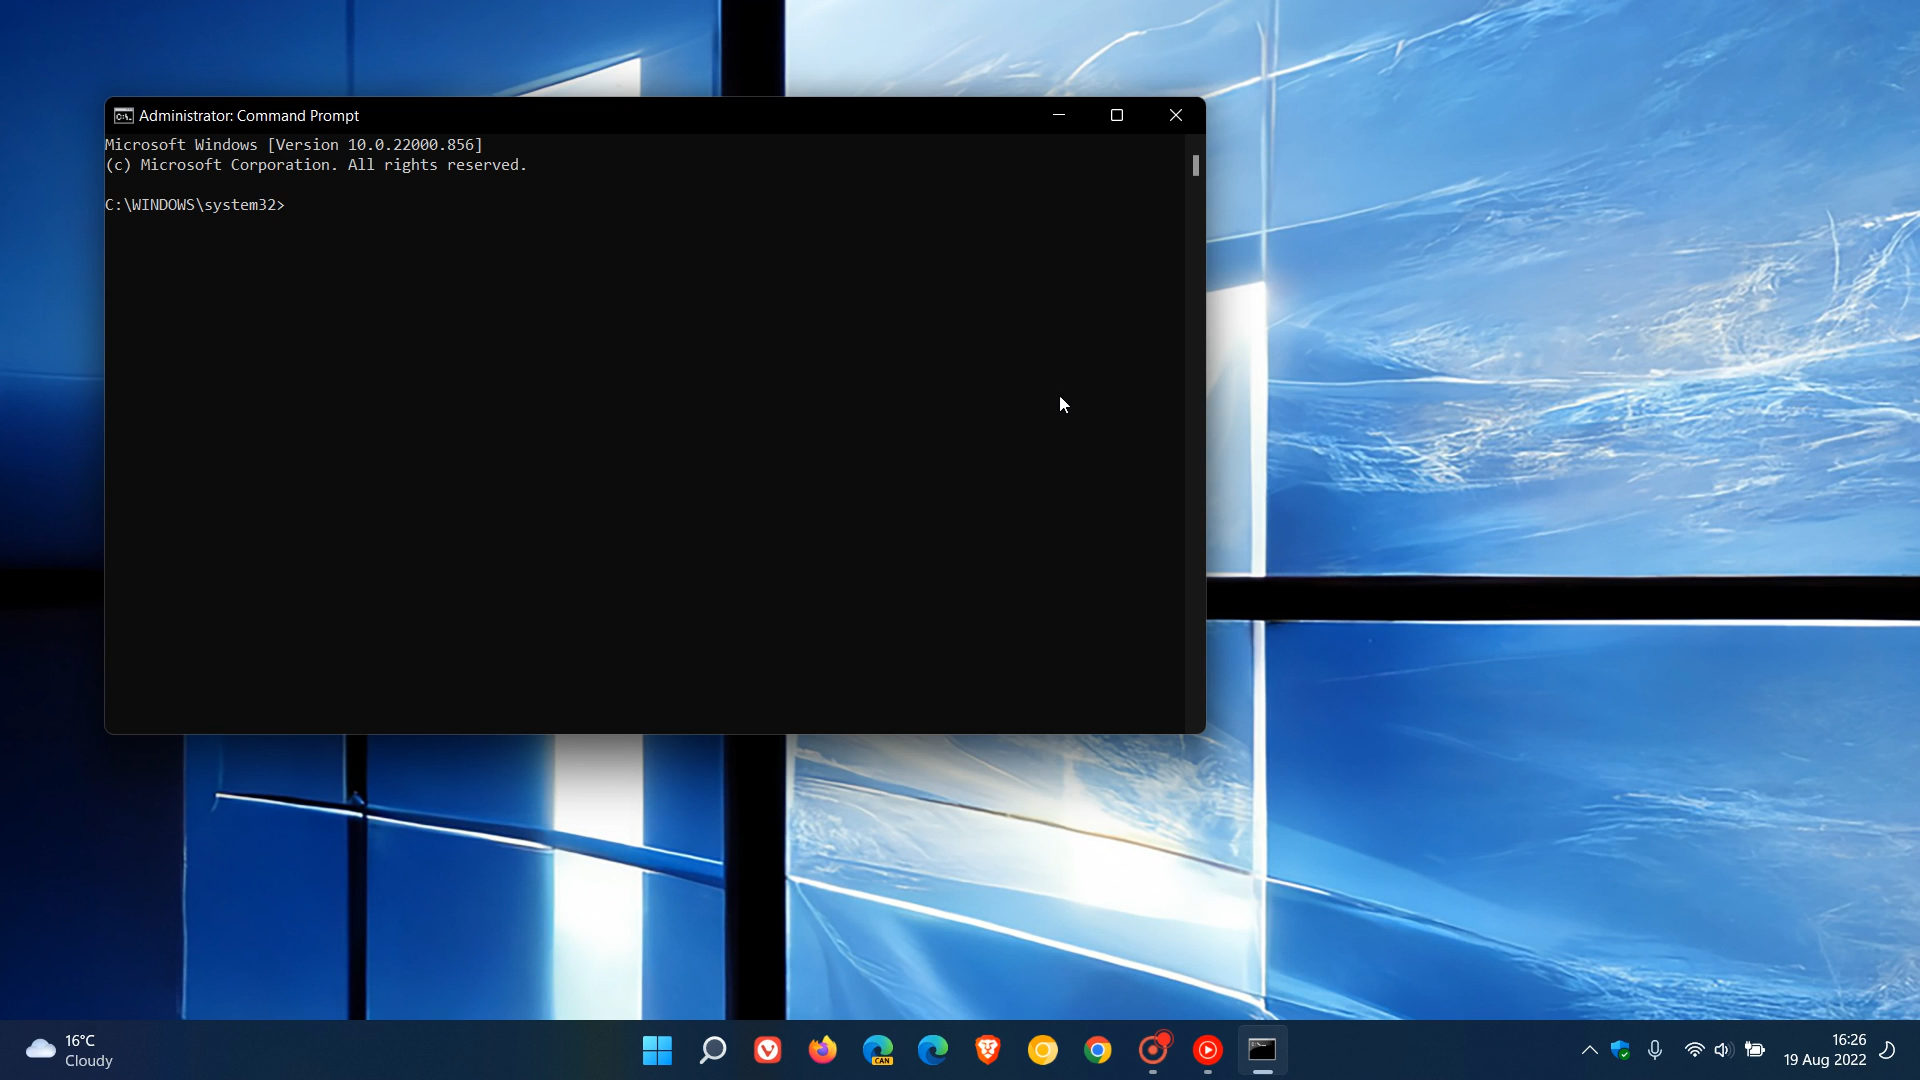 Administrator: Command Prompt
Microsoft Windows [Version 10.0.22000.856]
(c) Microsoft Corporation. All rights reserved.
C:\WINDOWS\system32>
16°C
Cloudy
CAN
16:26
19 Aug 2022